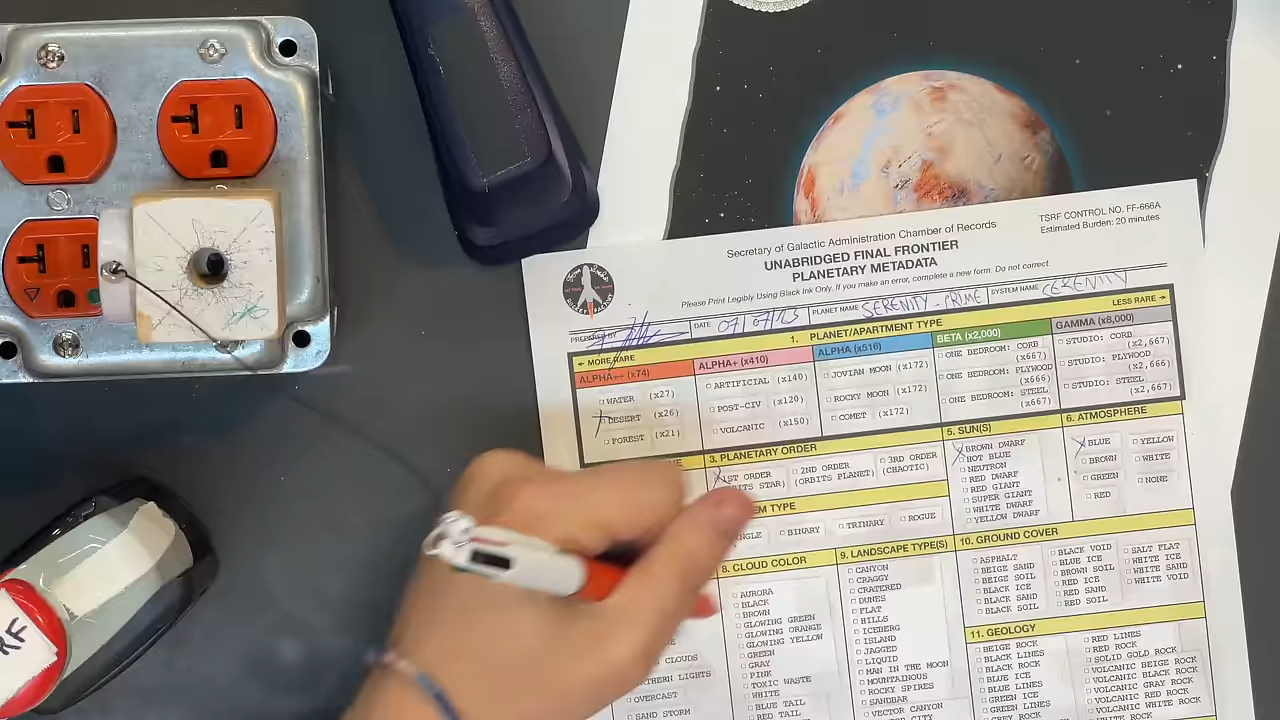 TSRF CONTROL NO. FF-666A
Estimated Burden: 20 minutes
Secretary of Galactic Administration Chamber of Records
UNABRIDGED FINAL FRONTIER
PLANETARY METADATA
Please Print Legibly Using Black Ink Only. If you make an error, complete a new form. Do not correct.
PREPARED BY
DATE 07/07/25
PLANET NAME SERENITY-PRIME
SYSTEM NAME CERENITY
1. PLANET/APARTMENT TYPE
← MORE RARE
LESS RARE →
ALPHA++ (x74)
WATER (x27)
DESERT (x26)
FOREST (x21)
ALPHA+ (x410)
ARTIFICIAL (x140)
POST-CIV (x120)
VOLCANIC (x150)
ALPHA (x516)
JOVIAN MOON (x172)
ROCKY MOON (x172)
COMET (x172)
BETA (x2,000)
ONE BEDROOM: CORB (x667)
ONE BEDROOM: PLYWOOD (x666)
ONE BEDROOM: STEEL (x667)
GAMMA (x8,000)
STUDIO: CORB (x2,667)
STUDIO: PLYWOOD (x2,666)
STUDIO: STEEL (x2,667)
3. PLANETARY ORDER
1ST ORDER (ORBITS STAR)
2ND ORDER (ORBITS PLANET)
3RD ORDER (CHAOTIC)
BINARY
TRINARY
ROGUE
5. SUN(S)
BROWN DWARF
HOT BLUE
NEUTRON
RED DWARF
RED GIANT
SUPER GIANT
WHITE DWARF
YELLOW DWARF
6. ATMOSPHERE
BLUE
BROWN
GREEN
RED
YELLOW
WHITE
NONE
CLOUDS
OVERCAST
SAND STORM
8. CLOUD COLOR
AURORA
BLACK
BROWN
GLOWING GREEN
GLOWING ORANGE
GLOWING YELLOW
GREEN
GRAY
PINK
TOXIC WASTE
WHITE
BLUE TAIL
RED TAIL
9. LANDSCAPE TYPE(S)
CANYON
CRAGGY
CRATERED
DUNES
FLAT
HILLS
ICEBERG
ISLAND
JAGGED
LIQUID
MAN IN THE MOON
MOUNTAINOUS
ROCKY SPIRES
SANDBAR
VECTOR CANYON
10. GROUND COVER
ASPHALT
BEIGE SAND
BEIGE SOIL
BLACK ICE
BLACK SAND
BLACK SOIL
BLACK VOID
BLUE ICE
BROWN SOIL
RED ICE
RED SAND
RED SOIL
SALT FLAT
WHITE ICE
WHITE SAND
WHITE VOID
11. GEOLOGY
BEIGE ROCK
BLACK LINES
BLACK ROCK
BLUE ICE
BLUE LINES
GREEN ICE
GREEN LINES
GREY ROCK
RED LINES
RED ROCK
SOLID GOLD ROCK
VOLCANIC BEIGE ROCK
VOLCANIC BLACK ROCK
VOLCANIC GRAY ROCK
VOLCANIC RED ROCK
VOLCANIC WHITE ROCK
RF